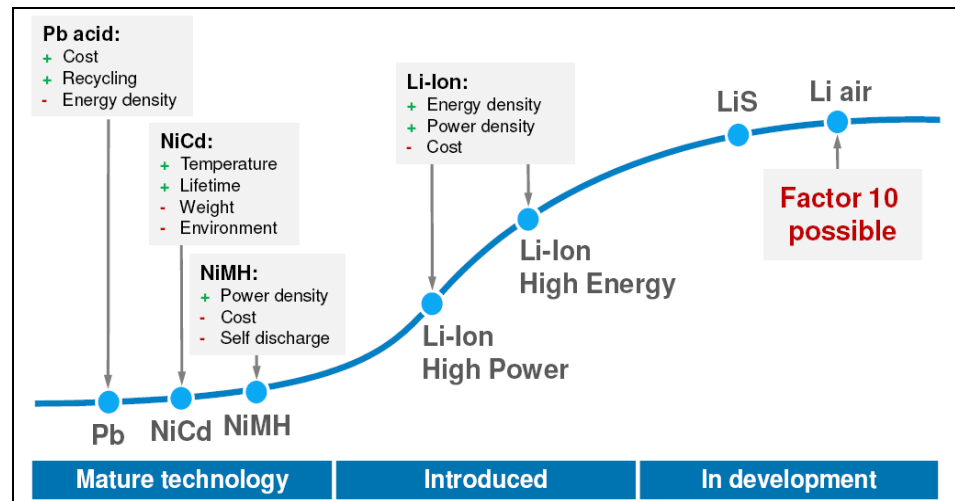 Pb acid:
+ Cost
+ Recycling
- Energy density
NiCd:
+ Temperature
+ Lifetime
- Weight
- Environment
NiMH:
+ Power density
- Cost
- Self discharge
Li-Ion:
+ Energy density
+ Power density
- Cost
LiS
Li air
Factor 10
possible
Li-Ion
High Energy
Li-Ion
High Power
Pb
NiCd
NiMH
Mature technology
Introduced
In development